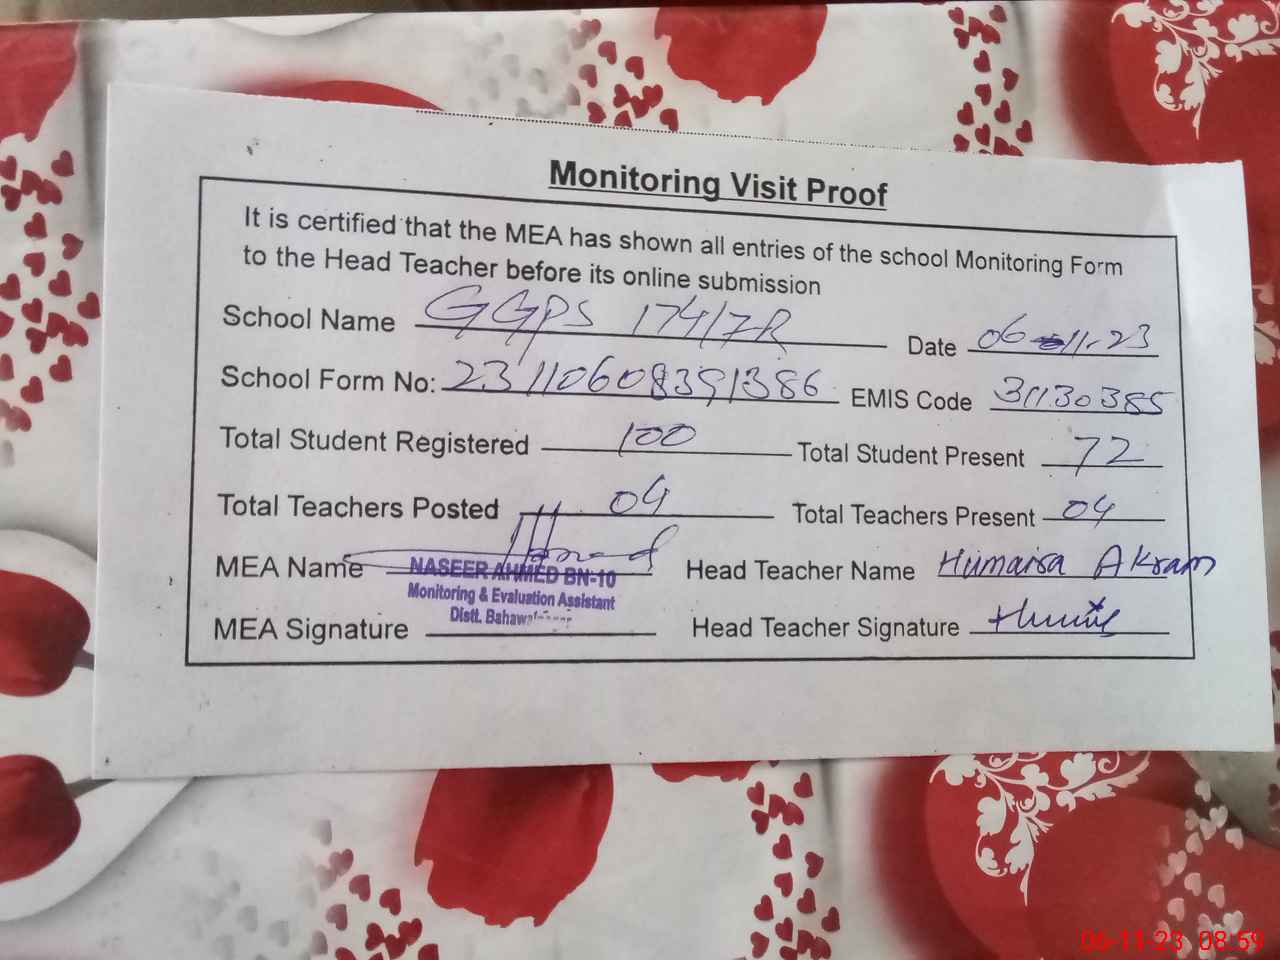 Monitoring Visit Proof
It is certified that the MEA has shown all entries of the school Monitoring Form
to the Head Teacher before its online submission
School Name GGPS 174/7R Date 06-11-23
School Form No: 23110608391386 EMIS Code 31130385
Total Student Registered 100 Total Student Present 72
Total Teachers Posted 04 Total Teachers Present 04
MEA Name NASEER AHMED BN-10 Head Teacher Name Humaira Akram
Monitoring & Evaluation Assistant
Distt.
MEA Signature Head Teacher Signature
06-11-23 08:59